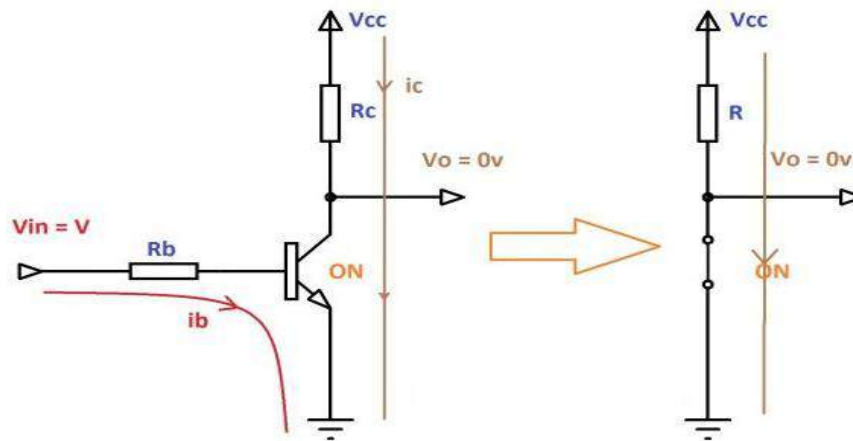 Vcc
Rc
ic
Vo = 0v
Vin = V
Rb
ON
ib
Vcc
R
Vo = 0v
ON